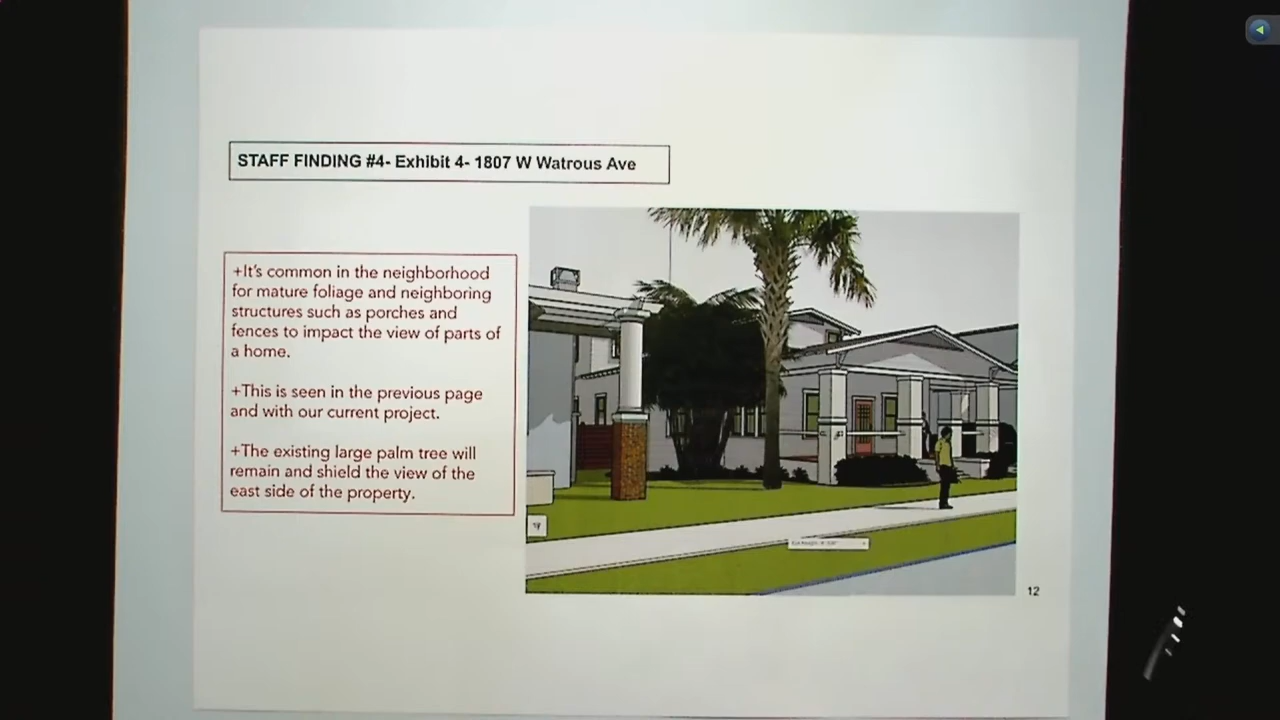 STAFF FINDING #4- Exhibit 4- 1807 W Watrous Ave
+It's common in the neighborhood
for mature foliage and neighboring
structures such as porches and
fences to impact the view of parts of
a home.
+This is seen in the previous page
and with our current project.
+The existing large palm tree will
remain and shield the view of the
east side of the property.
12